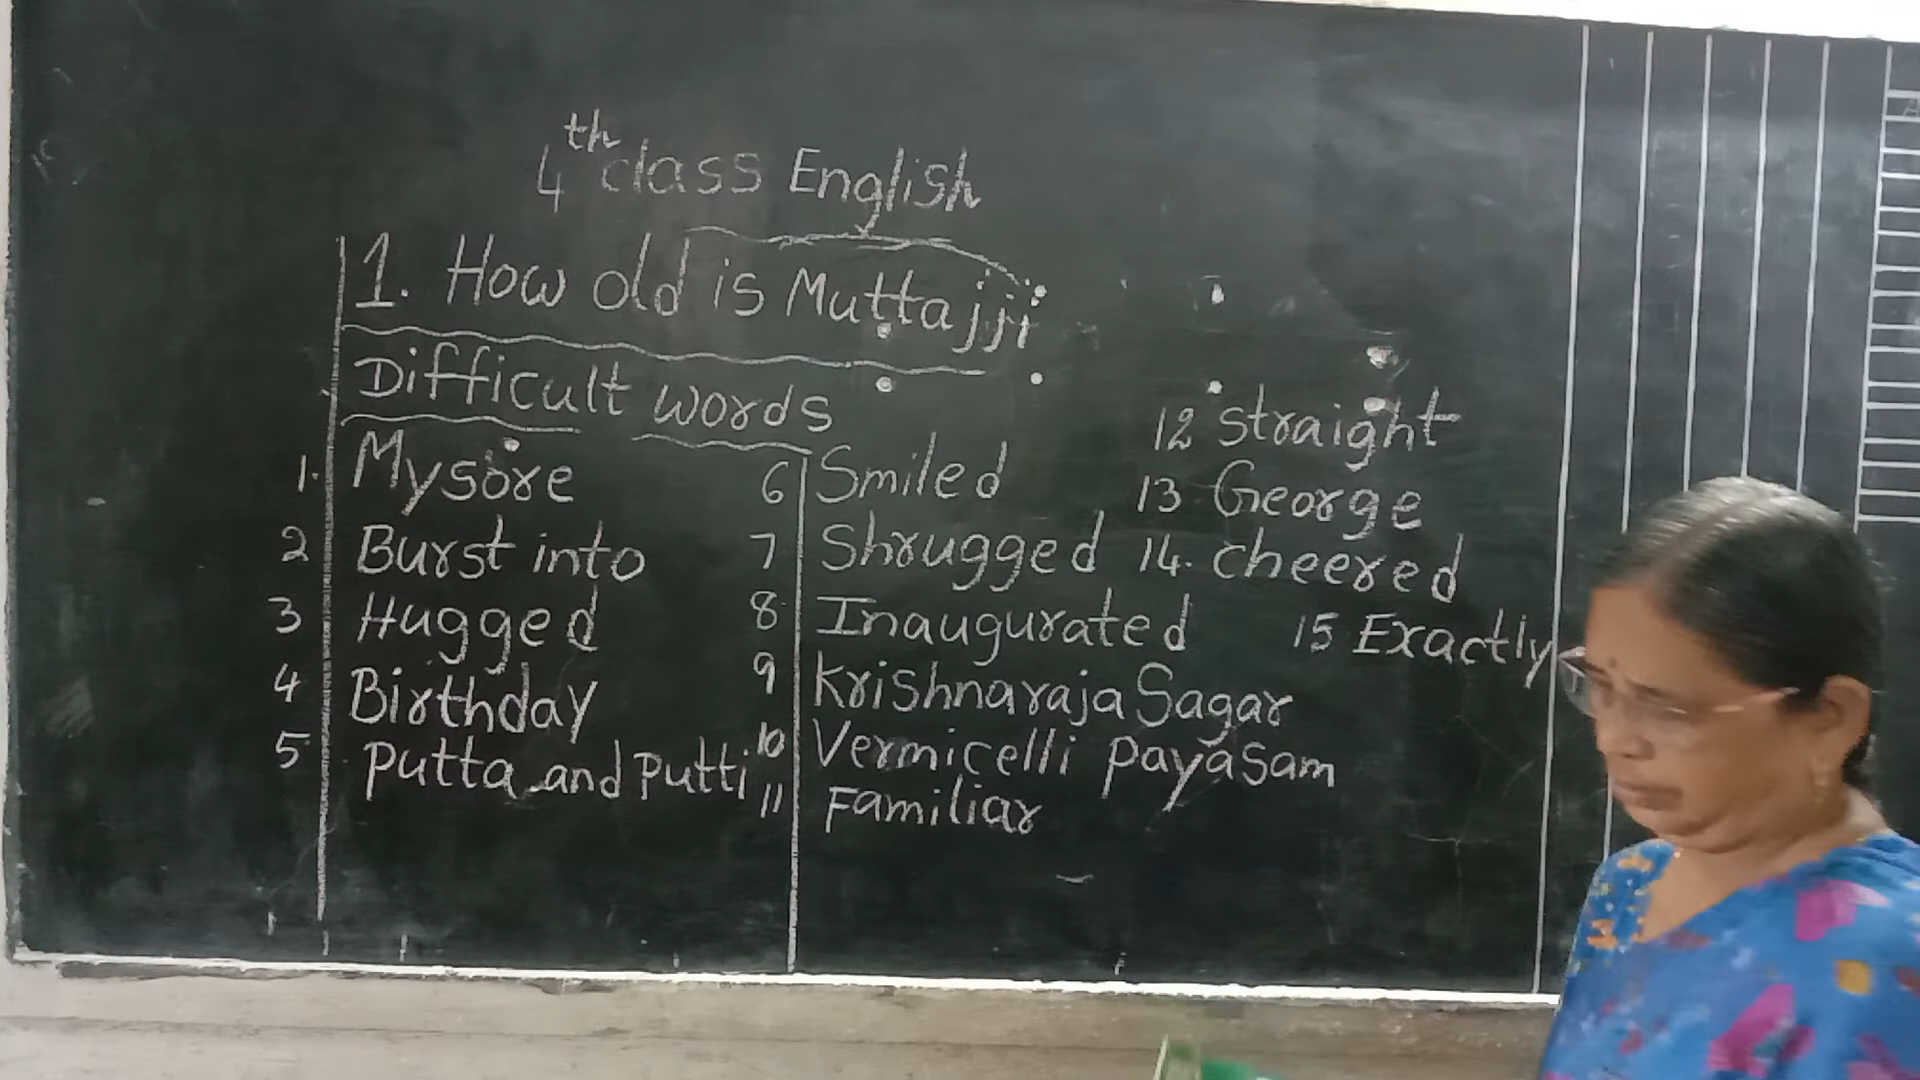 4th class English
1. How old is Muttajji
Difficult words
1. Mysore
2 Burst into
3 Hugged
4 Birthday
5. Putta and Putti
6 Smiled
7 Shrugged
8. Inaugurated
9 Krishnaraja Sagar
10 Vermicelli Payasam
11 Familiar
12 straight
13 George
14. cheered
15 Exactly